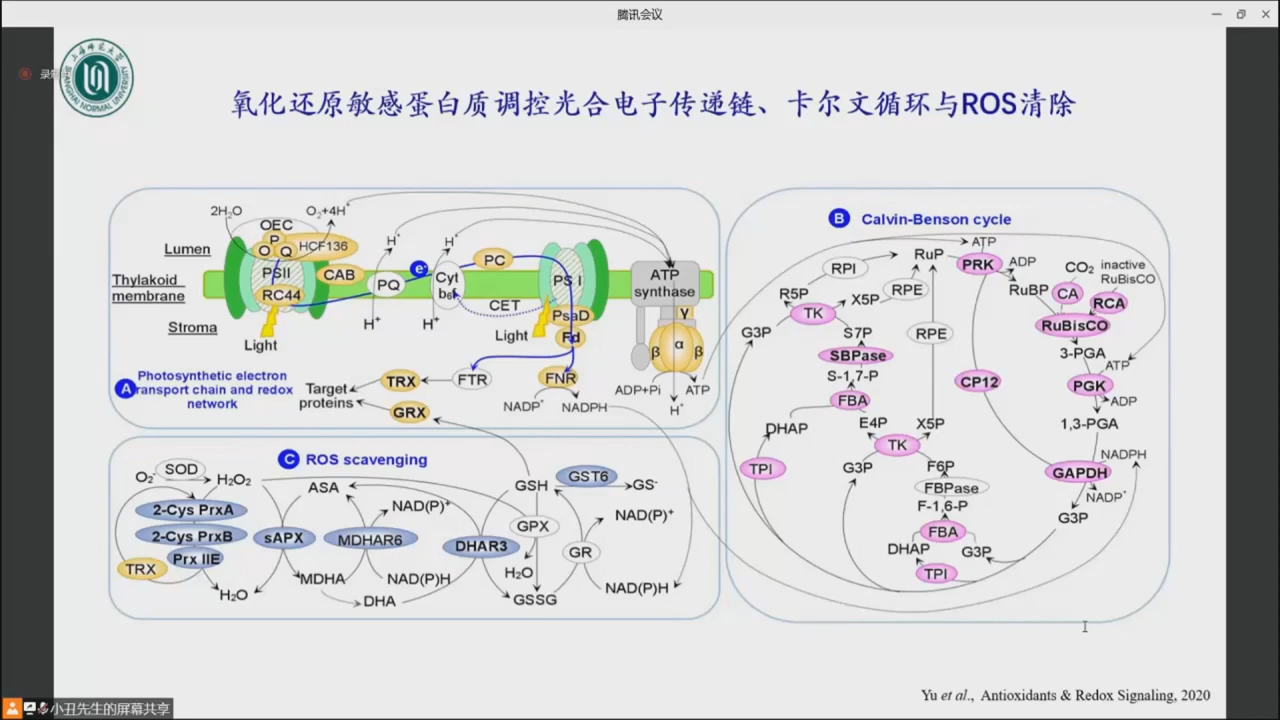 腾讯会议
氧化还原敏感蛋白质调控光合电子传递链、卡尔文循环与ROS清除
SHANGHAI NORMAL UNIVERSITY
2H₂O
O₂+4H⁺
OEC
P
O
Q
HCF136
Lumen
PSII
CAB
RC44
Thylakoid
membrane
Stroma
Light
H⁺
PQ
H⁺
e⁻
H⁺
Cyt
b₆f
H⁺
PC
CET
PS I
PsaD
Fd
Light
ATP
synthase
γ
α
β
β
ADP+Pi
ATP
H⁺
FNR
NADP⁺
NADPH
FTR
TRX
GRX
Target
proteins
A
Photosynthetic electron
transport chain and redox
network
B Calvin-Benson cycle
ATP
RuP
PRK
ADP
RPI
RuBP
CO₂
inactive
RuBisCO
CA
RCA
RuBisCO
R5P
X5P
RPE
TK
G3P
S7P
RPE
SBPase
S-1,7-P
FBA
3-PGA
ATP
PGK
ADP
CP12
1,3-PGA
DHAP
E4P
X5P
TK
NADPH
TPI
G3P
F6P
GAPDH
FBPase
NADP⁺
F-1,6-P
G3P
FBA
DHAP
G3P
TPI
C ROS scavenging
O₂⁻
SOD
H₂O₂
2-Cys PrxA
2-Cys PrxB
Prx IIE
TRX
H₂O
ASA
sAPX
MDHA
NAD(P)⁺
MDHAR6
NAD(P)H
DHA
DHAR3
GSH
GST6
GS⁻
GPX
H₂O
GSSG
GR
NAD(P)⁺
NAD(P)H
Yu et al., Antioxidants & Redox Signaling, 2020
小丑先生的屏幕共享